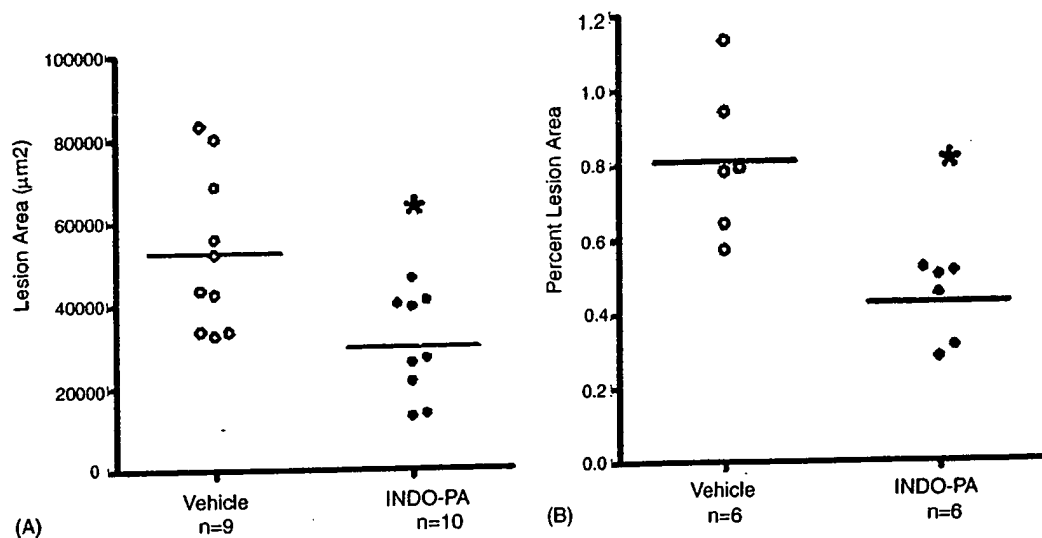 Lesion Area (µm2)
100000
80000
60000
40000
20000
0
*
Vehicle
n=9
INDO-PA
n=10
(A)
Percent Lesion Area
1.2
1.0
0.8
0.6
0.4
0.2
0.0
*
Vehicle
n=6
INDO-PA
n=6
(B)